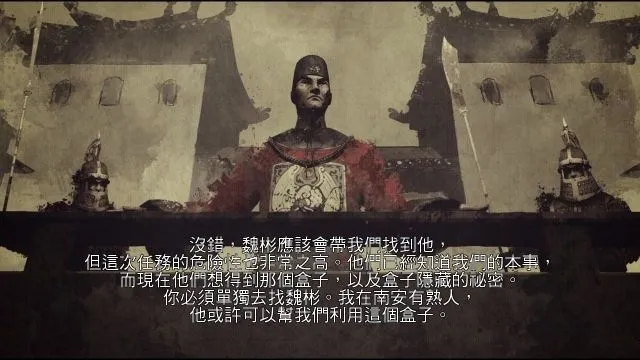 沒錯，魏彬應該會帶我們找到他，
但這次任務的危險性也非常之高。他們已經知道我們的本事，
而現在他們想得到那個盒子，以及盒子隱藏的祕密。
你必須單獨去找魏彬。我在南安有熟人，
他或許可以幫我們利用這個盒子。